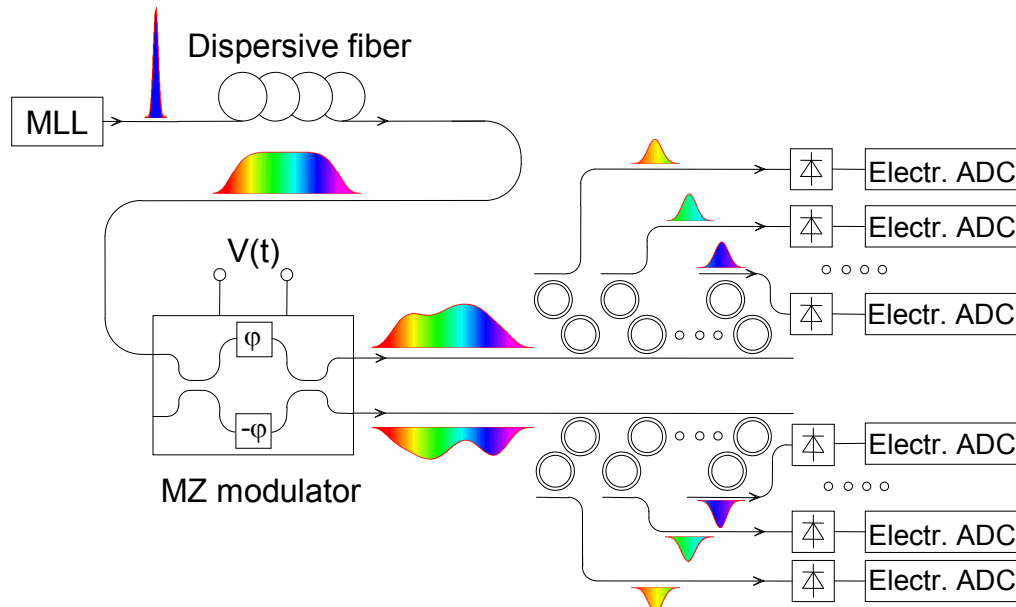 Dispersive fiber
MLL
V(t)
φ
-φ
MZ modulator
Electr. ADC
Electr. ADC
Electr. ADC
Electr. ADC
Electr. ADC
Electr. ADC